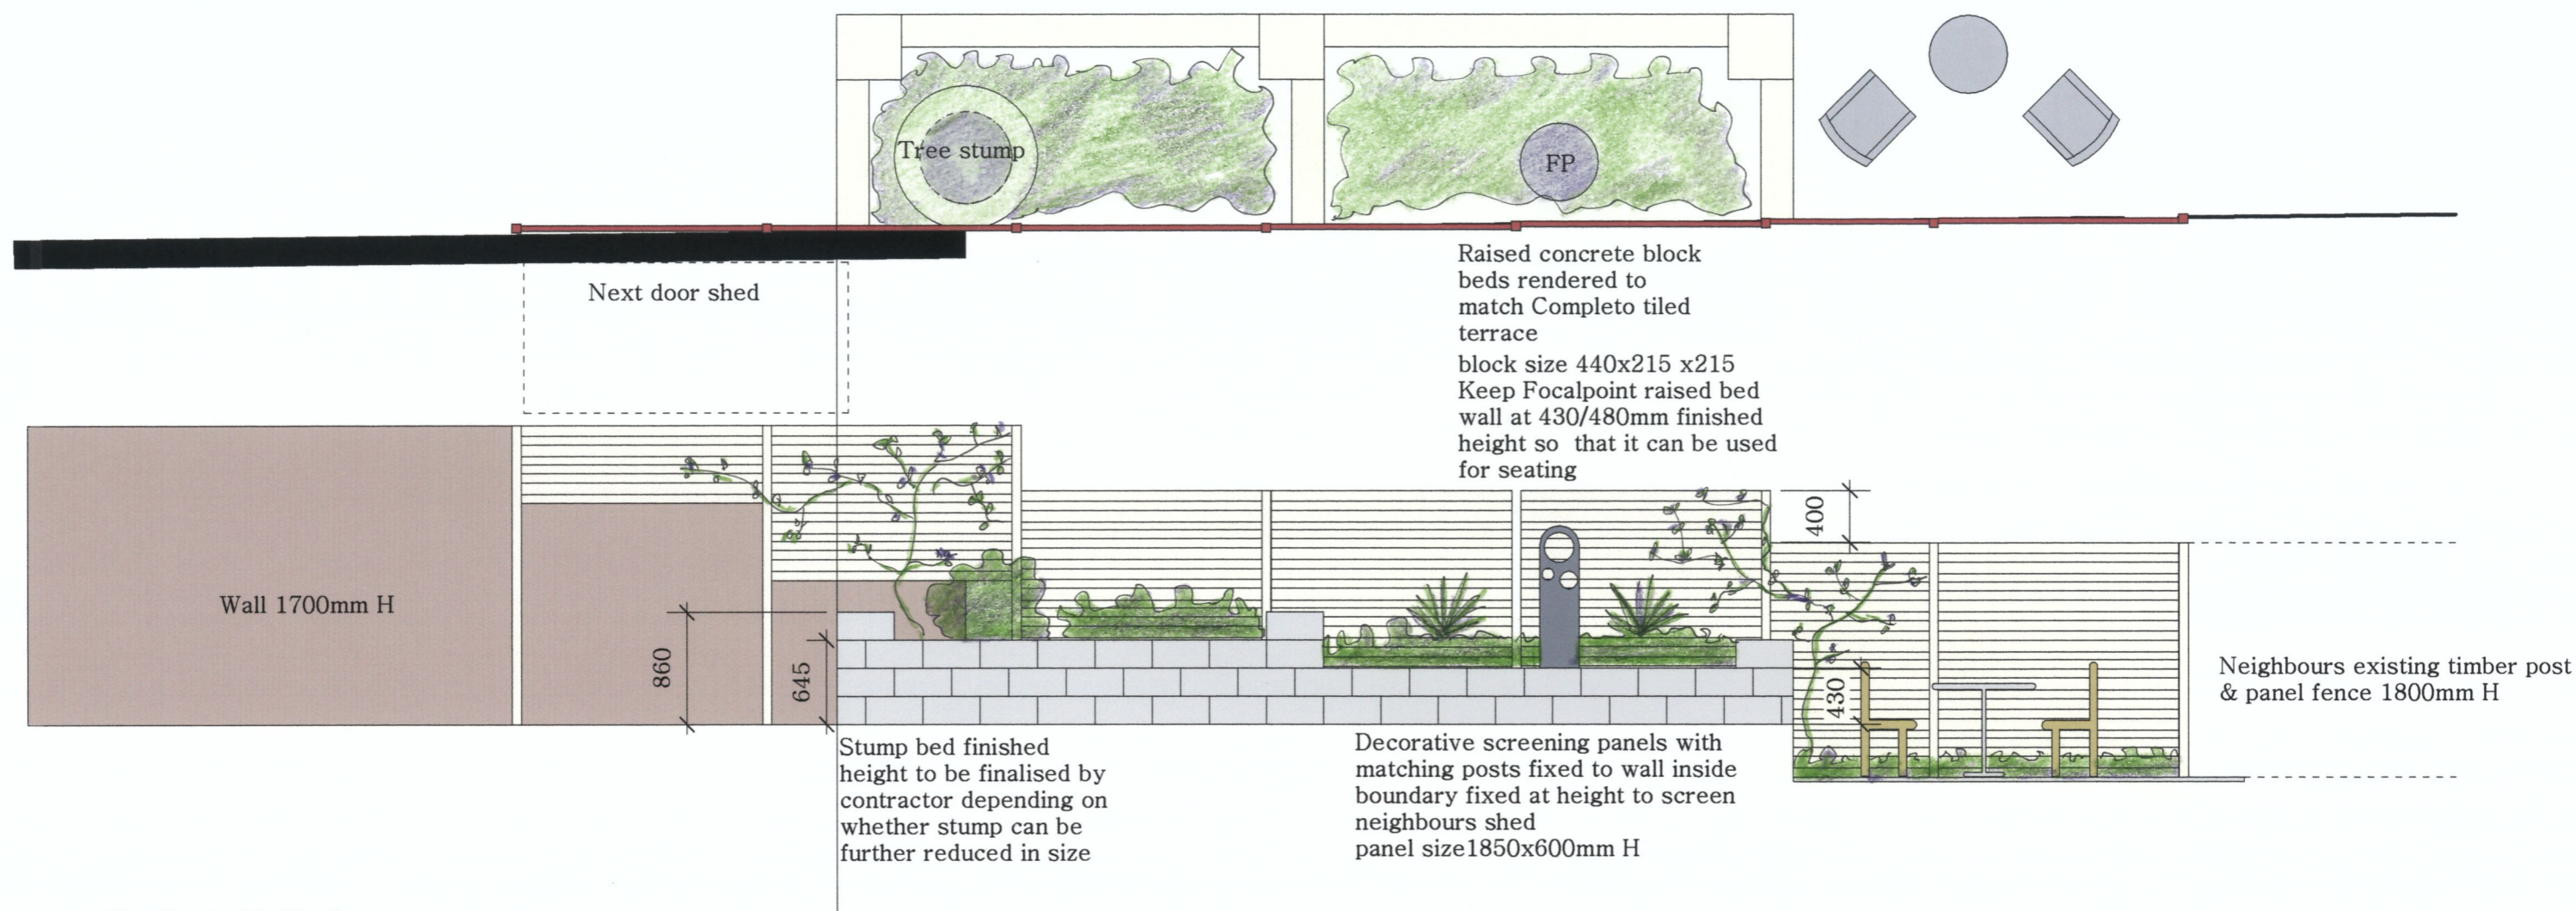 Tree stump
FP
Next door shed
Raised concrete block
beds rendered to
match Completo tiled
terrace
block size 440x215 x215
Keep Focalpoint raised bed
wall at 430/480mm finished
height so that it can be used
for seating
400
Wall 1700mm H
860
645
430
Neighbours existing timber post
& panel fence 1800mm H
Stump bed finished
height to be finalised by
contractor depending on
whether stump can be
further reduced in size
Decorative screening panels with
matching posts fixed to wall inside
boundary fixed at height to screen
neighbours shed
panel size1850x600mm H